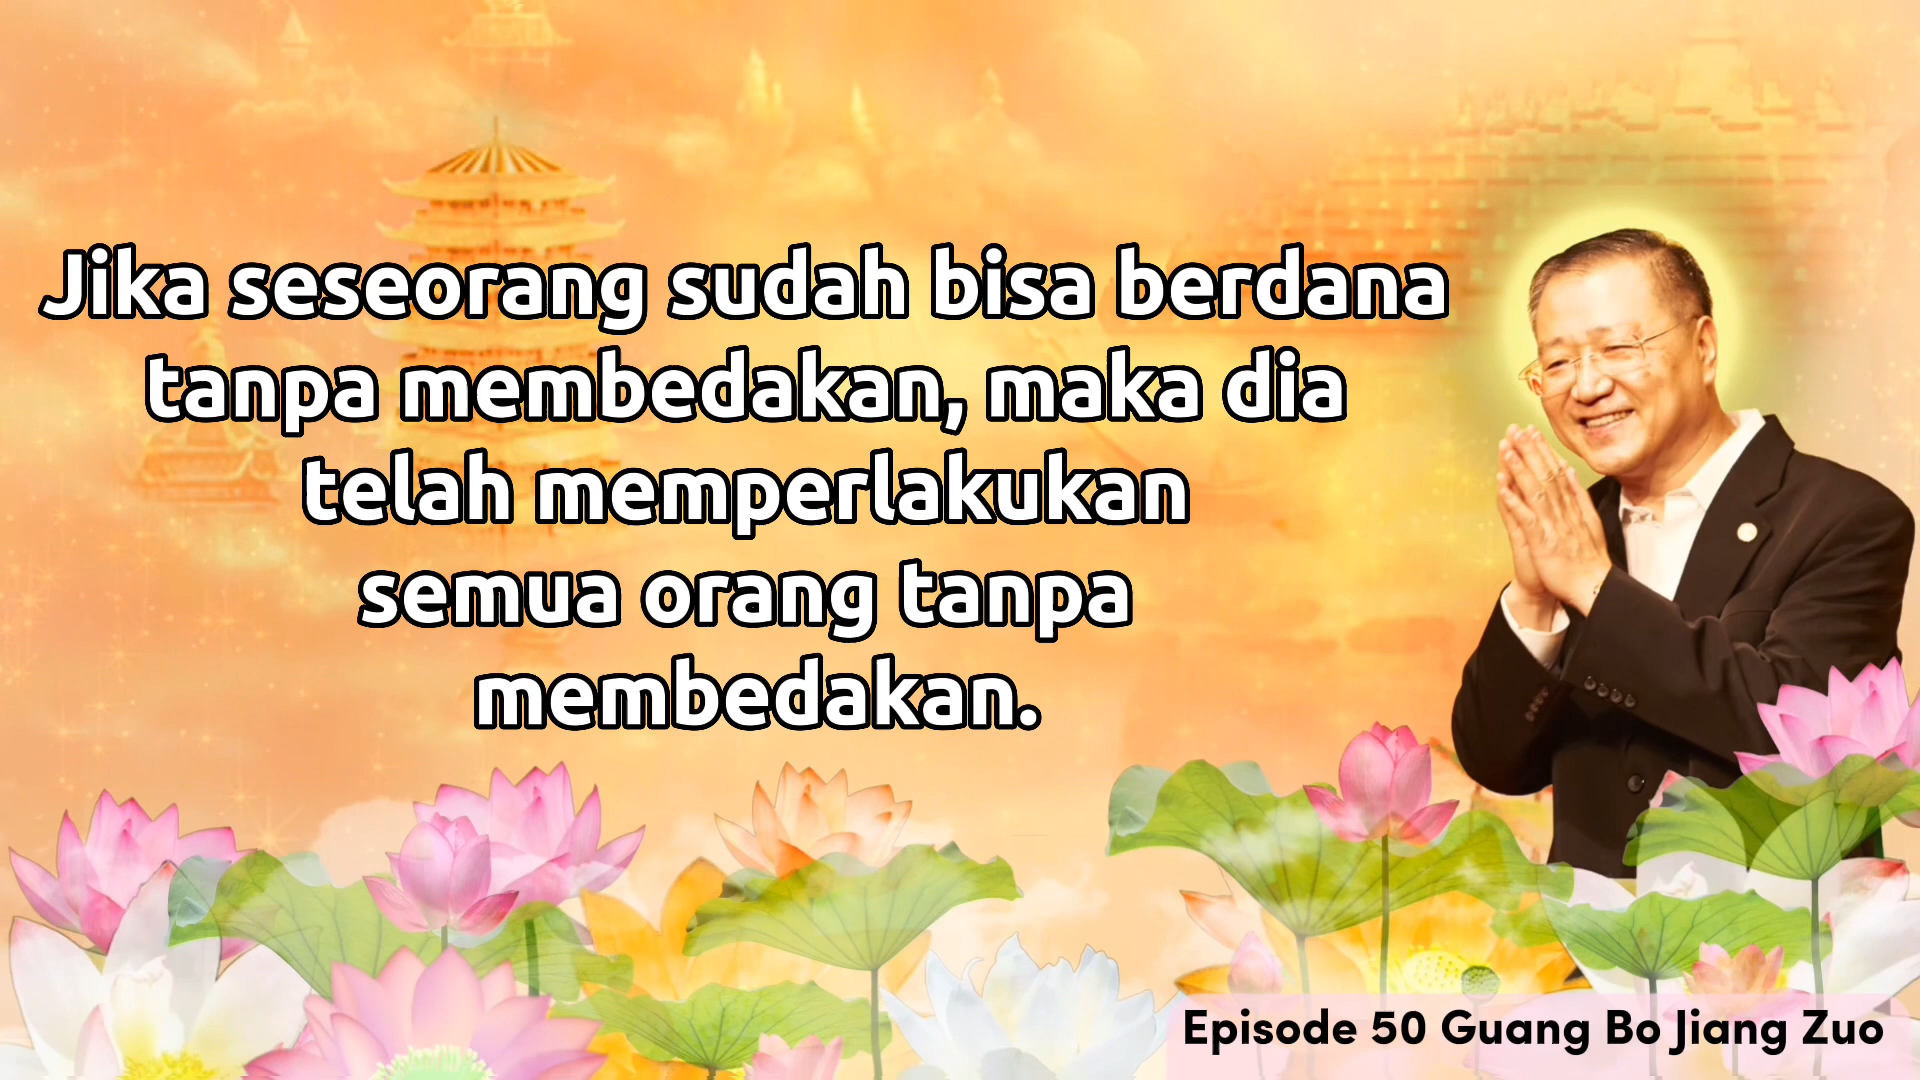 Jika seseorang sudah bisa berdana
tanpa membedakan, maka dia
telah memperlakukan
semua orang tanpa
membedakan.
Episode 50 Guang Bo Jiang Zuo